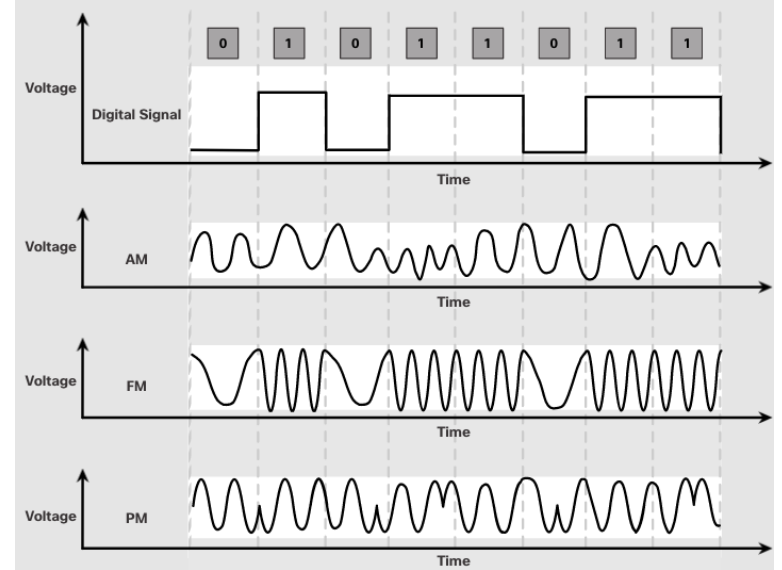 0 1 0 1 1 0 1 1
Voltage
Digital Signal
Time
Voltage
AM
Time
Voltage
FM
Time
Voltage
PM
Time